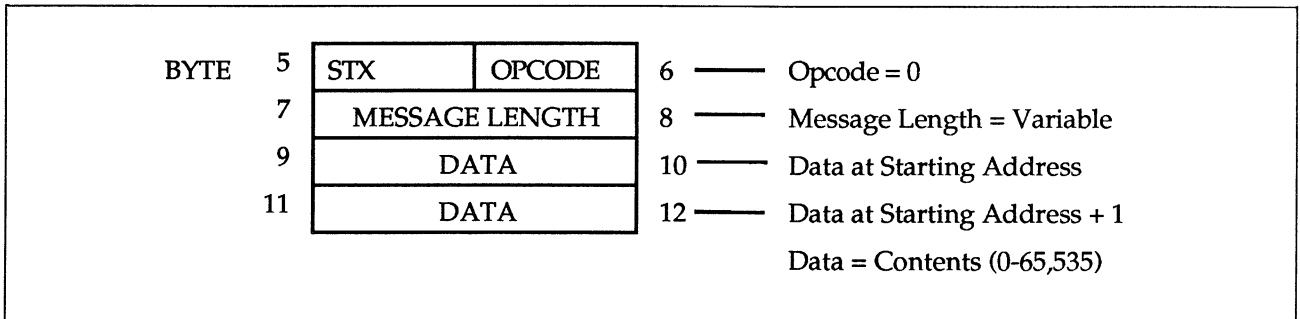 BYTE 5 STX OPCODE 6 Opcode = 0
7 MESSAGE LENGTH 8 Message Length = Variable
9 DATA 10 Data at Starting Address
11 DATA 12 Data at Starting Address + 1
Data = Contents (0-65,535)